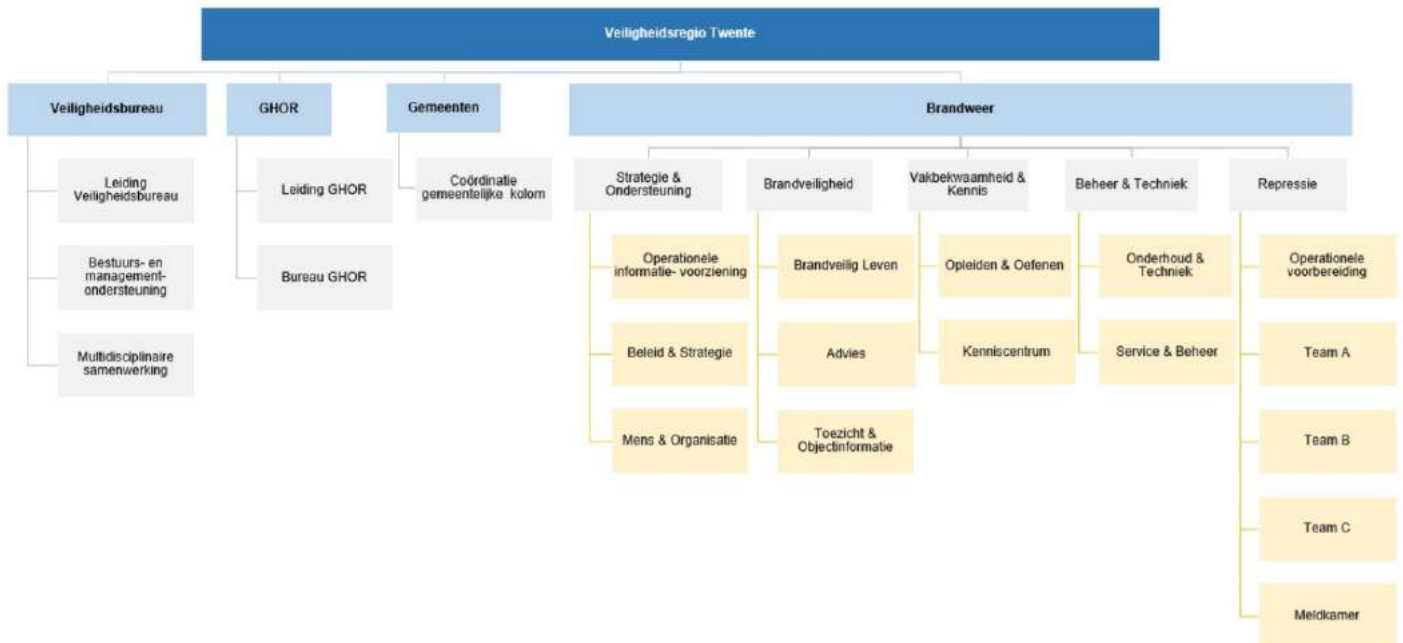 Veiligheidsregio Twente
Veiligheidsbureau
GHOR
Gemeenten
Brandweer
Leiding
Veiligheidsbureau
Bestuurs- en
management-
ondersteuning
Multidisciplinaire
samenwerking
Leiding GHOR
Bureau GHOR
Coördinatie
gemeentelijke kolom
Strategie &
Ondersteuning
Operationele
informatie- voorziening
Beleid & Strategie
Mens & Organisatie
Brandveiligheid
Brandveilig Leven
Advies
Toezicht &
Objectinformatie
Vakbekwaamheid &
Kennis
Opleiden & Oefenen
Kenniscentrum
Beheer & Techniek
Onderhoud &
Techniek
Service & Beheer
Repressie
Operationele
voorbereiding
Team A
Team B
Team C
Meldkamer